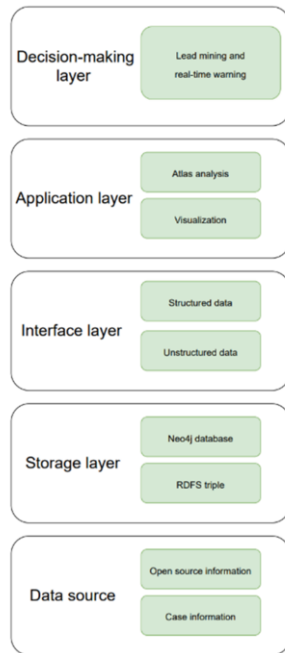 Decision-making
layer
Lead mining and
real-time warning
Application layer
Atlas analysis
Visualization
Interface layer
Structured data
Unstructured data
Storage layer
Neo4j database
RDFS triple
Data source
Open source information
Case information